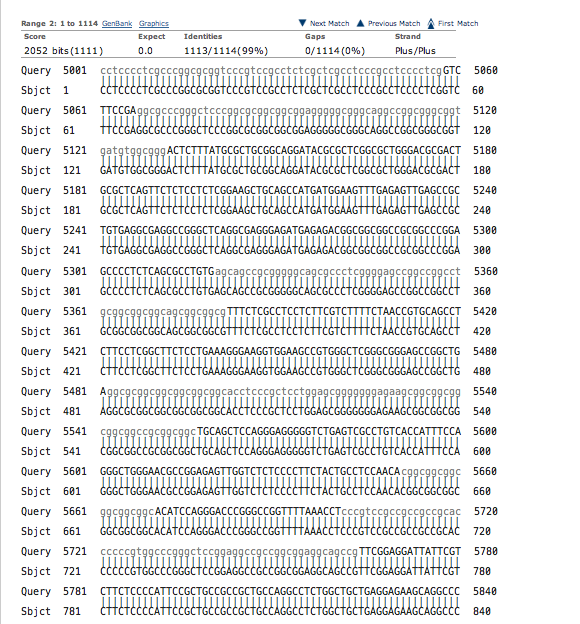 Range 2: 1 to 1114 GenBank Graphics Next Match Previous Match First Match
Score Expect Identities Gaps Strand
2052 bits(1111) 0.0 1113/1114(99%) 0/1114(0%) Plus/Plus
Query 5001 cctcccctcgcccggcgcggtcccgtccgcctctcgctcgcctcccgcctcccctcgGTC 5060
Sbjct 1 CCTCCCCTCGCCCGGCGCGGTCCCGTCCGCCTCTCGCTCGCCTCCCGCCTCCCCTCGGTC 60
Query 5061 TTCCGAggcgcccgggctcccggcgcggcggcggagggggcgggcaggccggcgggcggt 5120
Sbjct 61 TTCCGAGGCGCCCGGGCTCCCGGCGCGGCGGCGGAGGGGGCGGGCAGGCCGGCGGGCGGT 120
Query 5121 gatgtggcgggACTCTTTATGCGCTGCGGCAGGATACGCGCTCGGCGCTGGGACGCGACT 5180
Sbjct 121 GATGTGGCGGGACTCTTTATGCGCTGCGGCAGGATACGCGCTCGGCGCTGGGACGCGACT 180
Query 5181 GCGCTCAGTTCTCTCCTCTCGGAAGCTGCAGCCATGATGGAAGTTTGAGAGTTGAGCCGC 5240
Sbjct 181 GCGCTCAGTTCTCTCCTCTCGGAAGCTGCAGCCATGATGGAAGTTTGAGAGTTGAGCCGC 240
Query 5241 TGTGAGGCGAGGCCGGGCTCAGGCGAGGGAGATGAGAGACGGCGGCGGCCGCGGCCCGGA 5300
Sbjct 241 TGTGAGGCGAGGCCGGGCTCAGGCGAGGGAGATGAGAGACGGCGGCGGCCGCGGCCCGGA 300
Query 5301 GCCCCTCTCAGCGCCTGTGagcagccgcgggggcagcgccctcggggagccggccggcct 5360
Sbjct 301 GCCCCTCTCAGCGCCTGTGAGCAGCCGCGGGGGCAGCGCCCTCGGGGAGCCGGCCGGCCT 360
Query 5361 gcggcggcggcagcggcggcgTTTCTCGCCTCCTCTTCGTCTTTTCTAACCGTGCAGCCT 5420
Sbjct 361 GCGGCGGCGGCAGCGGCGGCGTTTCTCGCCTCCTCTTCGTCTTTTCTAACCGTGCAGCCT 420
Query 5421 CTTCCTCGGCTTCTCCTGAAAGGGAAGGTGGAAGCCGTGGGCTCGGGCGGGAGCCGGCTG 5480
Sbjct 421 CTTCCTCGGCTTCTCCTGAAAGGGAAGGTGGAAGCCGTGGGCTCGGGCGGGAGCCGGCTG 480
Query 5481 Aggcgcggcggcggcggcggcacctcccgctcctggagcggggggagaagcggcggcgg 5540
Sbjct 481 AGGCGCGGCGGCGGCGGCGGCACCTCCCGCTCCTGGAGCGGGGGGGAGAAGCGGCGGCGG 540
Query 5541 cggcggccgcggcggcTGCAGCTCCAGGGAGGGGGTCTGAGTCGCCTGTCACCATTTCCA 5600
Sbjct 541 CGGCGGCCGCGGCGGCTGCAGCTCCAGGGAGGGGGTCTGAGTCGCCTGTCACCATTTCCA 600
Query 5601 GGGCTGGGAACGCCGGAGAGTTGGTCTCTCCCCTTCTACTGCCTCCAACAcggcggcggc 5660
Sbjct 601 GGGCTGGGAACGCCGGAGAGTTGGTCTCTCCCCTTCTACTGCCTCCAACACGGCGGCGGC 660
Query 5661 ggcggcggcACATCCAGGGACCCGGGCCGGTTTTAAACCTcccgtccgccgccgccgcac 5720
Sbjct 661 GGCGGCGGCACATCCAGGGACCCGGGCCGGTTTTAAACCTCCCGTCCGCCGCCGCCGCAC 720
Query 5721 cccccgtggcccgggctccggaggccgccggcggaggcagccgTTCGGAGGATTATTCGT 5780
Sbjct 721 CCCCCGTGGCCCGGGCTCCGGAGGCCGCCGGCGGAGGCAGCCGTTCGGAGGATTATTCGT 780
Query 5781 CTTCTCCCCATTCCGCTGCCGCCGCTGCCAGGCCTCTGGCTGCTGAGGAGAAGCAGGCCC 5840
Sbjct 781 CTTCTCCCCATTCCGCTGCCGCCGCTGCCAGGCCTCTGGCTGCTGAGGAGAAGCAGGCCC 840